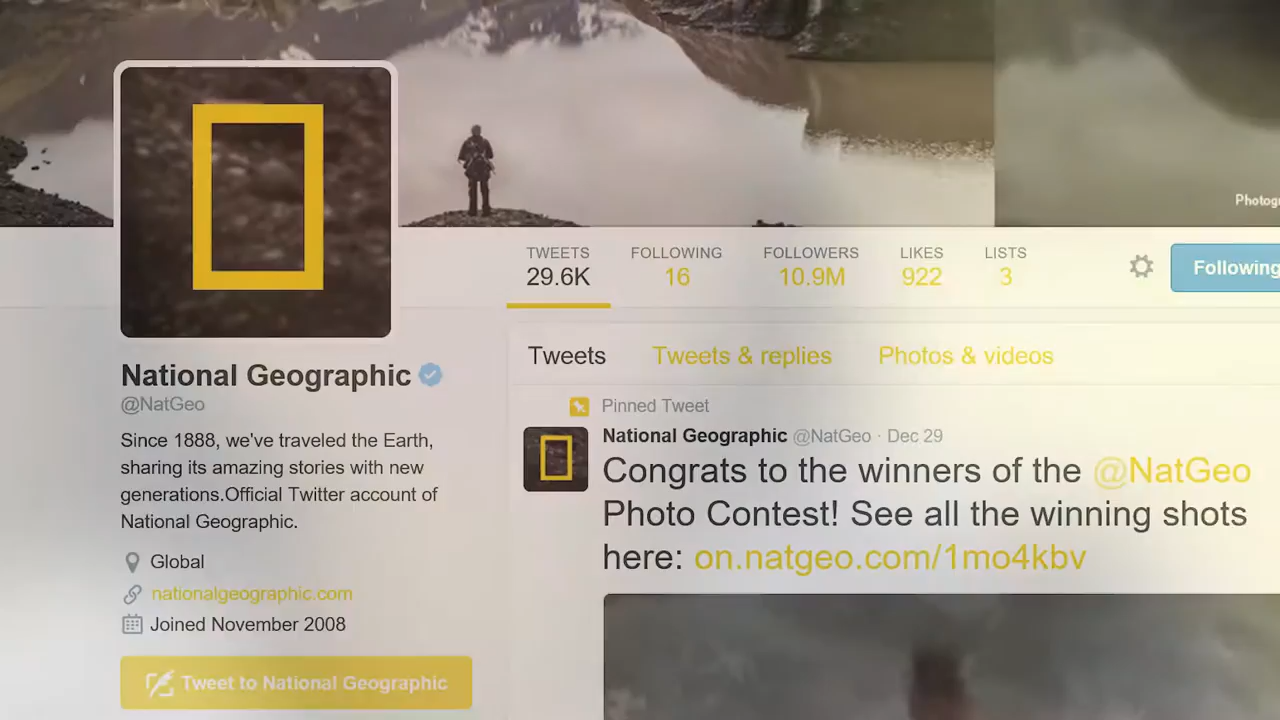 Photog
TWEETS FOLLOWING FOLLOWERS LIKES LISTS
29.6K 16 10.9M 922 3
Following
Tweets Tweets & replies Photos & videos
National Geographic
@NatGeo
Since 1888, we've traveled the Earth,
sharing its amazing stories with new
generations.Official Twitter account of
National Geographic.
Global
nationalgeographic.com
Joined November 2008
Tweet to National Geographic
Pinned Tweet
National Geographic @NatGeo · Dec 29
Congrats to the winners of the @NatGeo
Photo Contest! See all the winning shots
here: on.natgeo.com/1mo4kbv